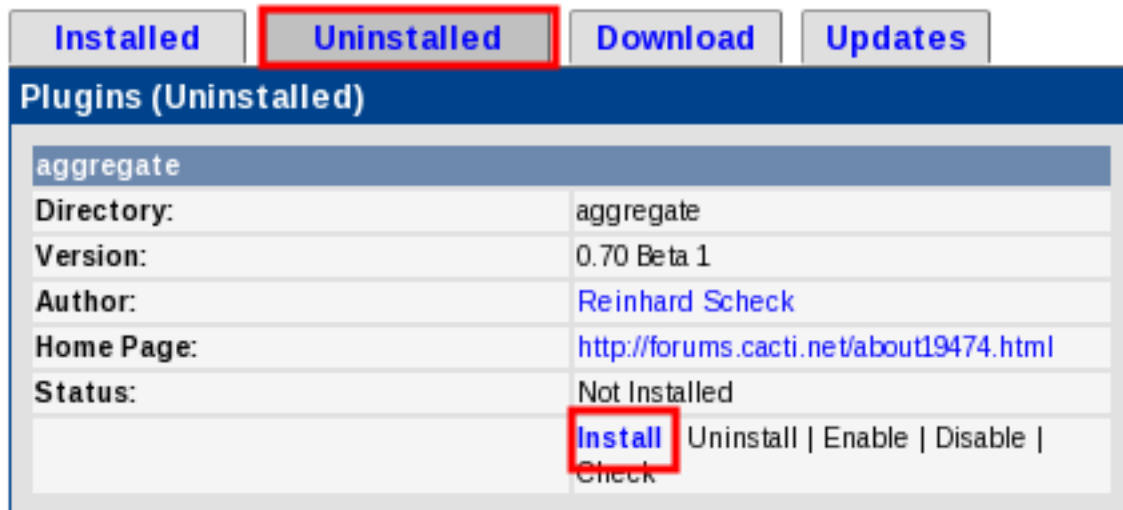 Installed Uninstalled Download Updates
Plugins (Uninstalled)
aggregate
Directory: aggregate
Version: 0.70 Beta 1
Author: Reinhard Scheck
Home Page: http://forums.cacti.net/about19474.html
Status: Not Installed
Install Uninstall | Enable | Disable |
Check